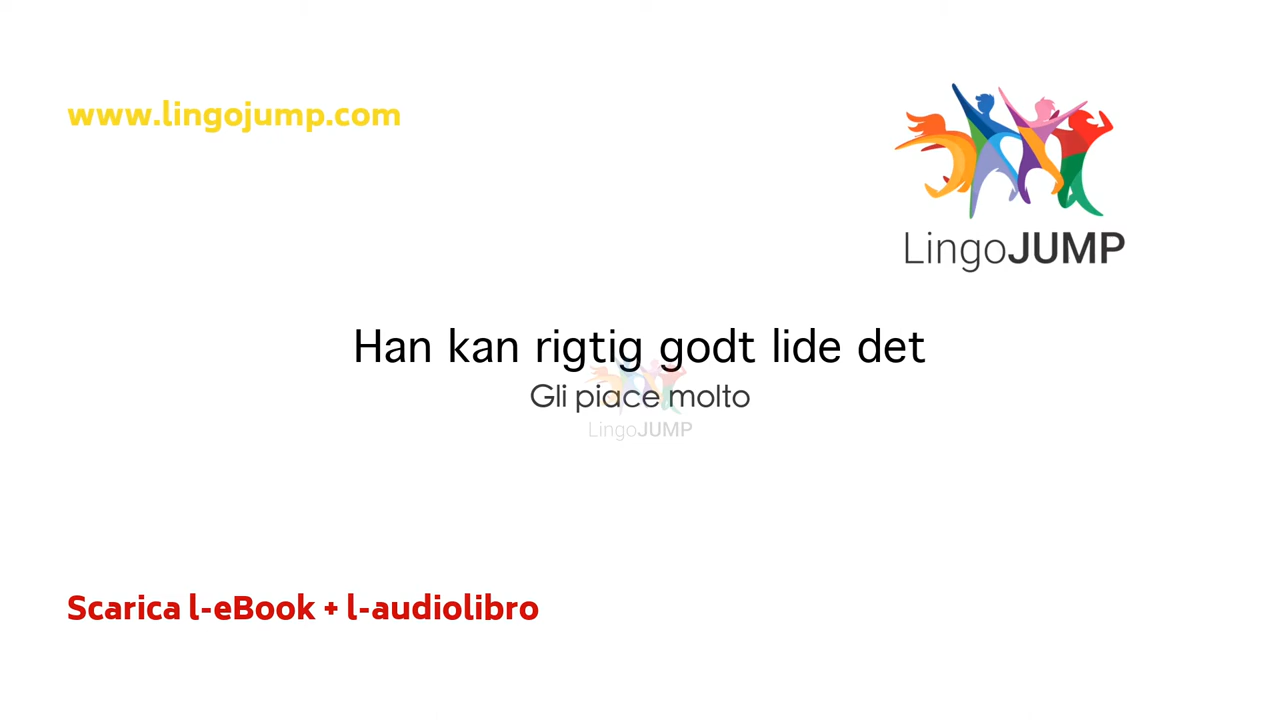 www.lingojump.com
LingoJUMP
Han kan rigtig godt lide det
Gli piace molto
LingoJUMP
Scarica l-eBook + l-audiolibro